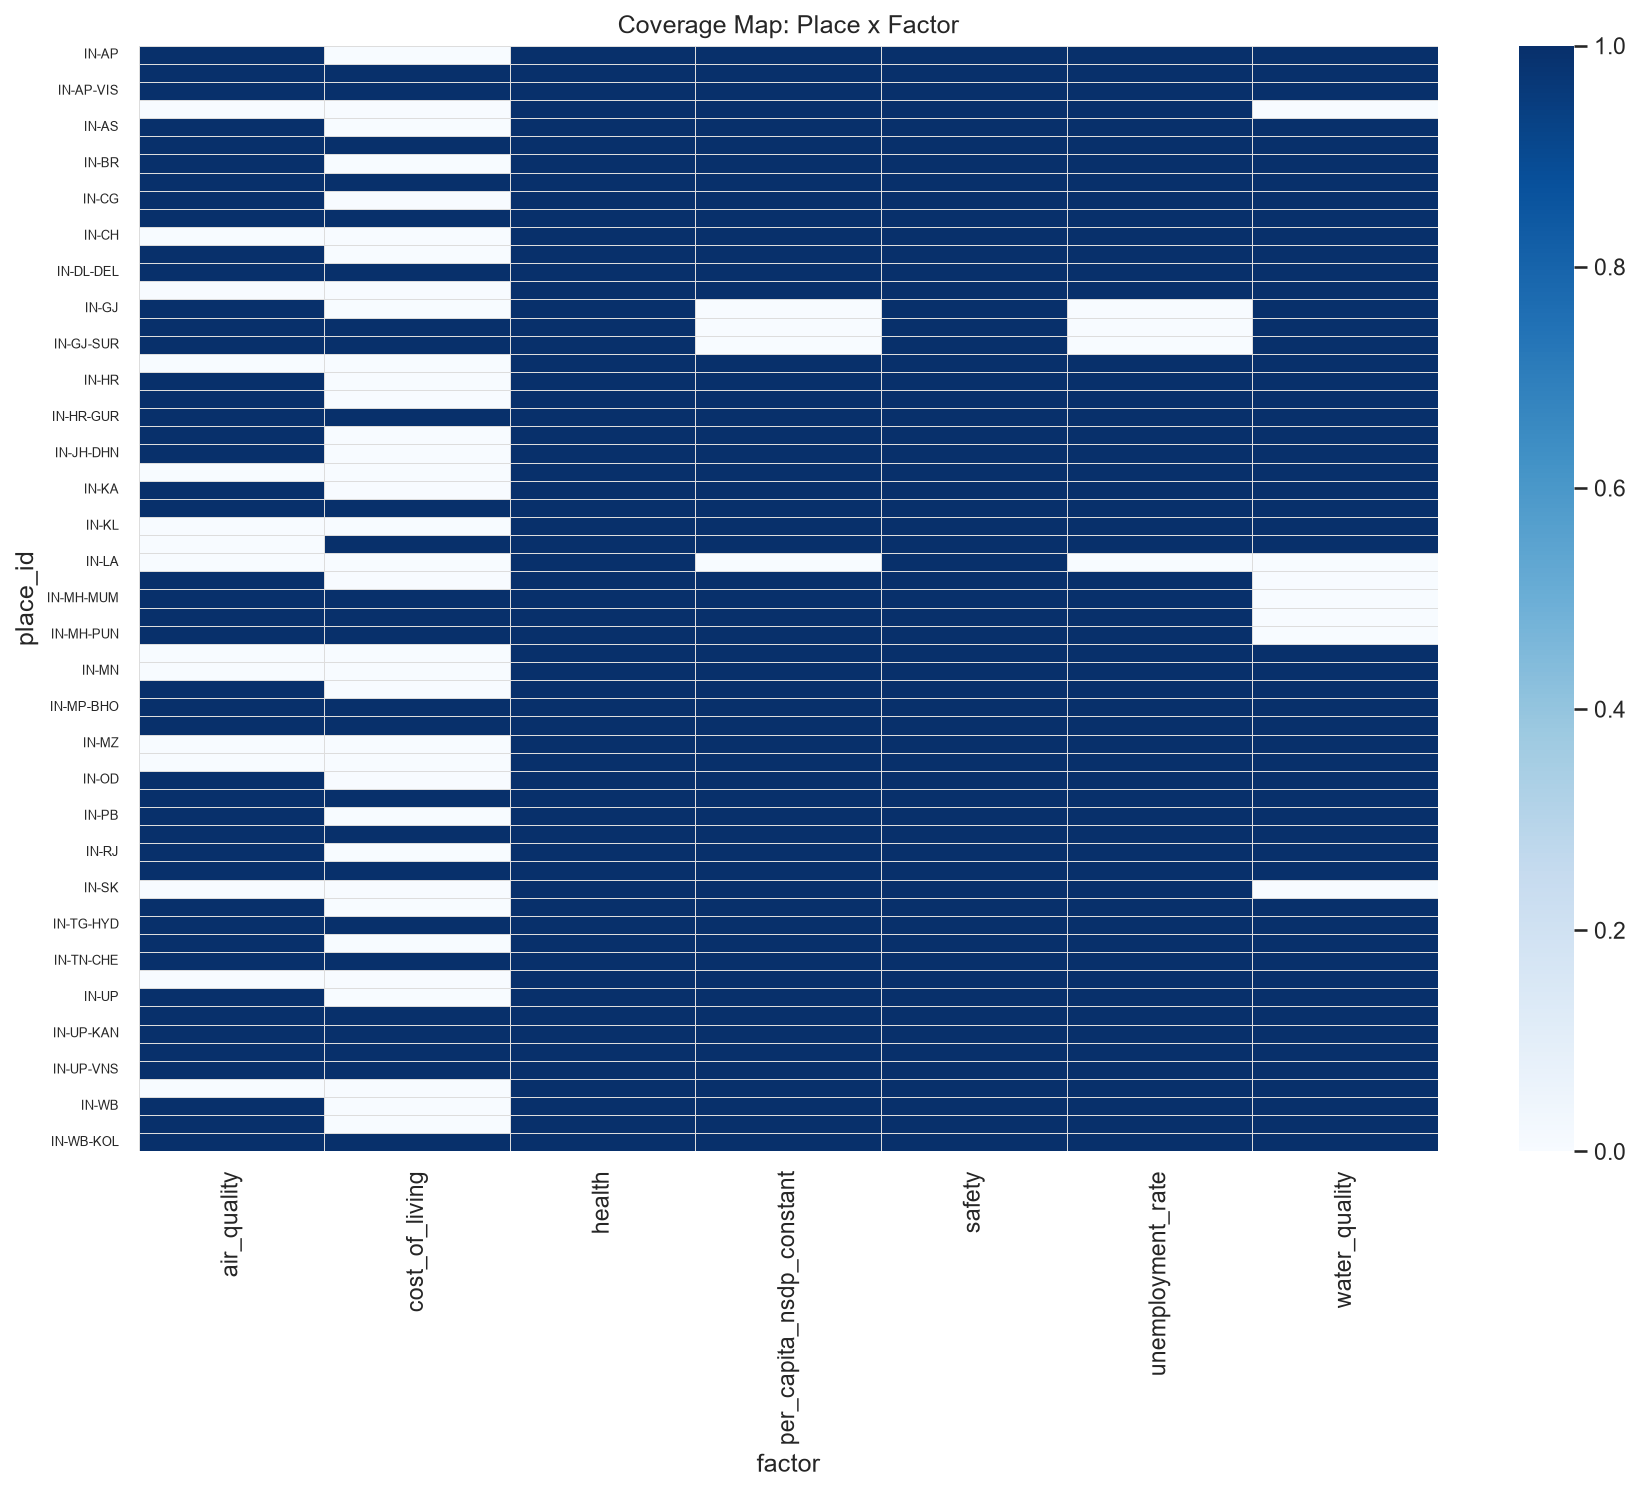 Coverage Map: Place x Factor
place_id
IN-AP
IN-AP-VIS
IN-AS
IN-BR
IN-CG
IN-CH
IN-DL-DEL
IN-GJ
IN-GJ-SUR
IN-HR
IN-HR-GUR
IN-JH-DHN
IN-KA
IN-KL
IN-LA
IN-MH-MUM
IN-MH-PUN
IN-MN
IN-MP-BHO
IN-MZ
IN-OD
IN-PB
IN-RJ
IN-SK
IN-TG-HYD
IN-TN-CHE
IN-UP
IN-UP-KAN
IN-UP-VNS
IN-WB
IN-WB-KOL
air_quality
cost_of_living
health
per_capita_nsdp_constant
safety
unemployment_rate
water_quality
factor
1.0
0.8
0.6
0.4
0.2
0.0